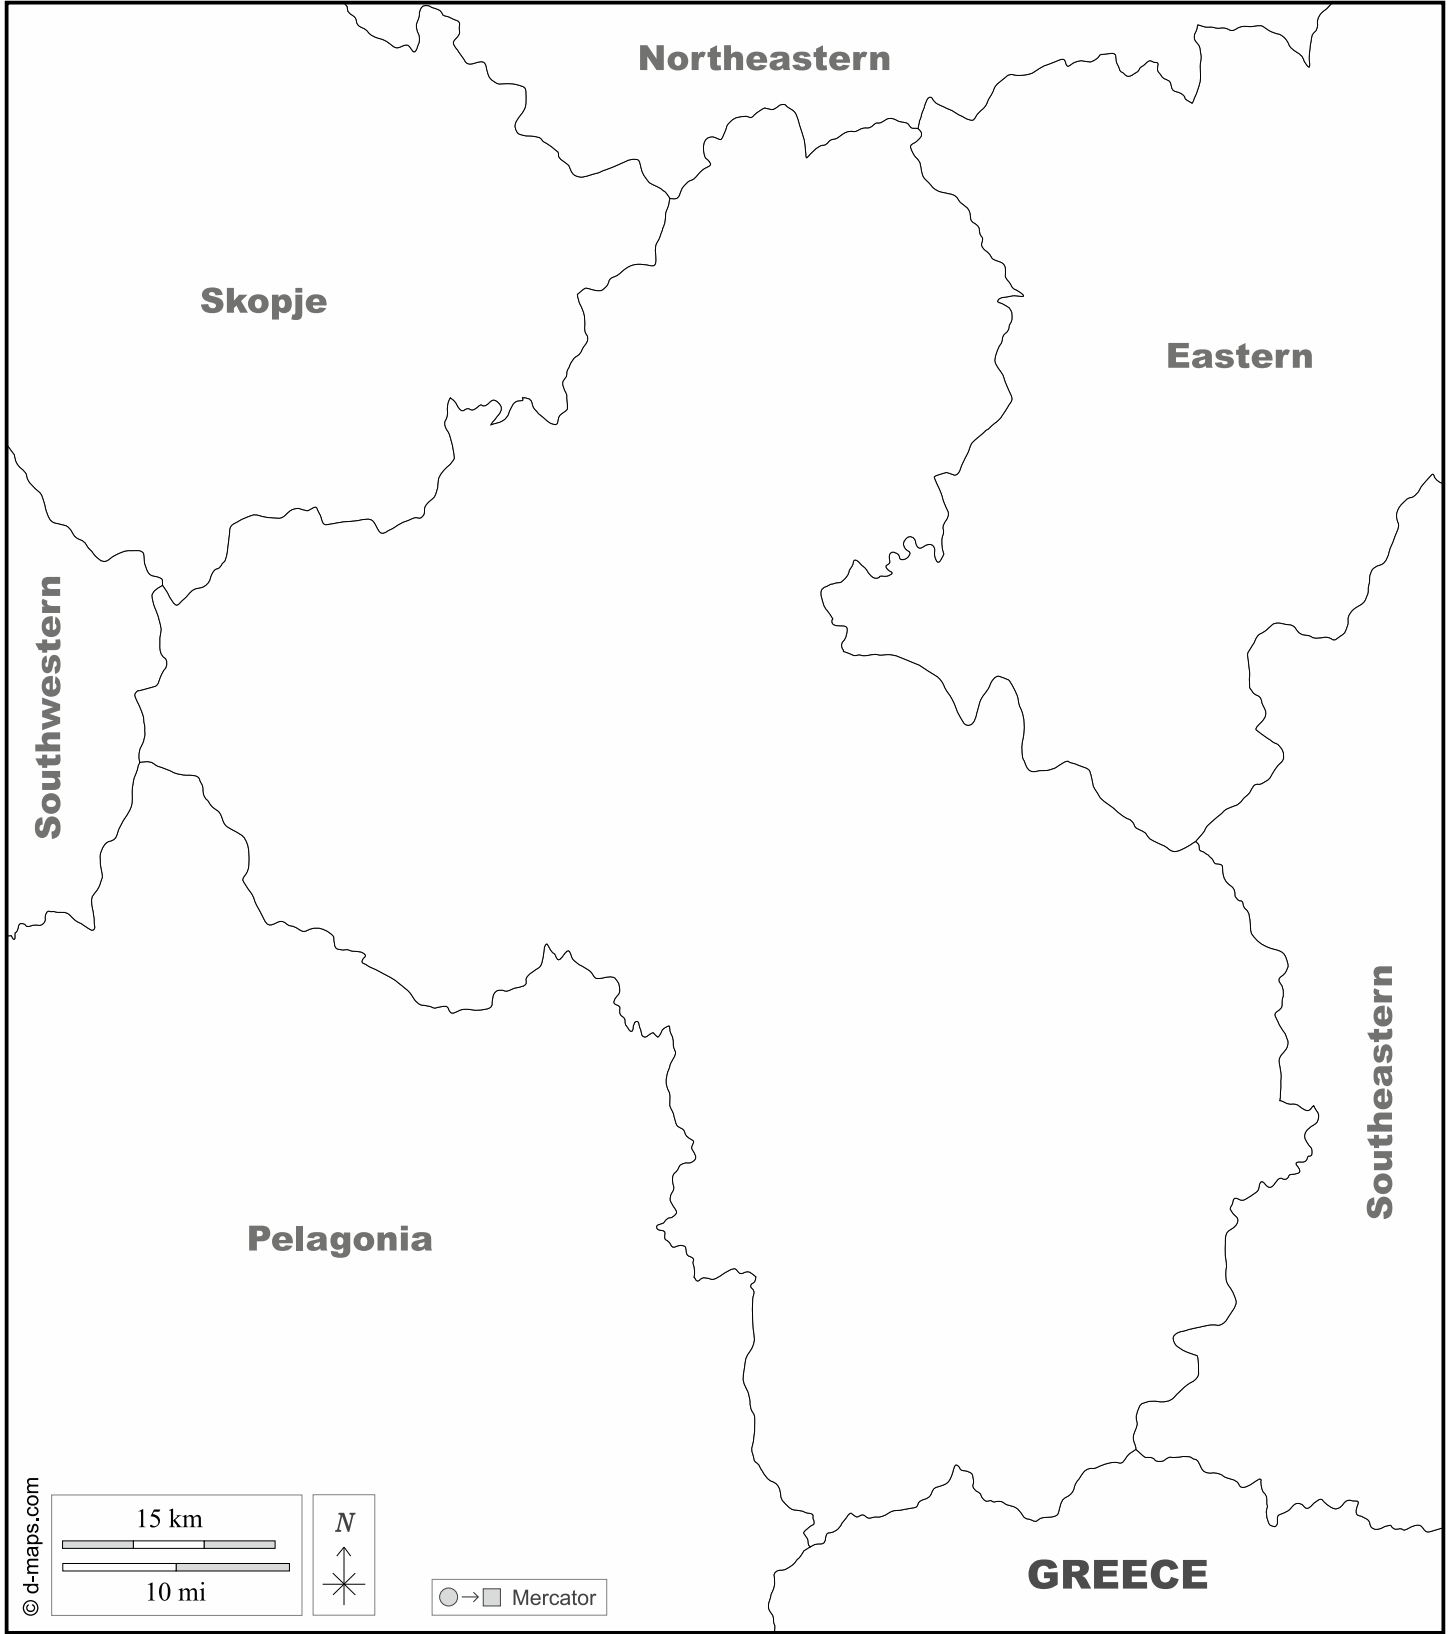 Northeastern
Skopje
Eastern
Southwestern
Southeastern
Pelagonia
© d-maps.com
15 km
10 mi
N
Mercator
GREECE